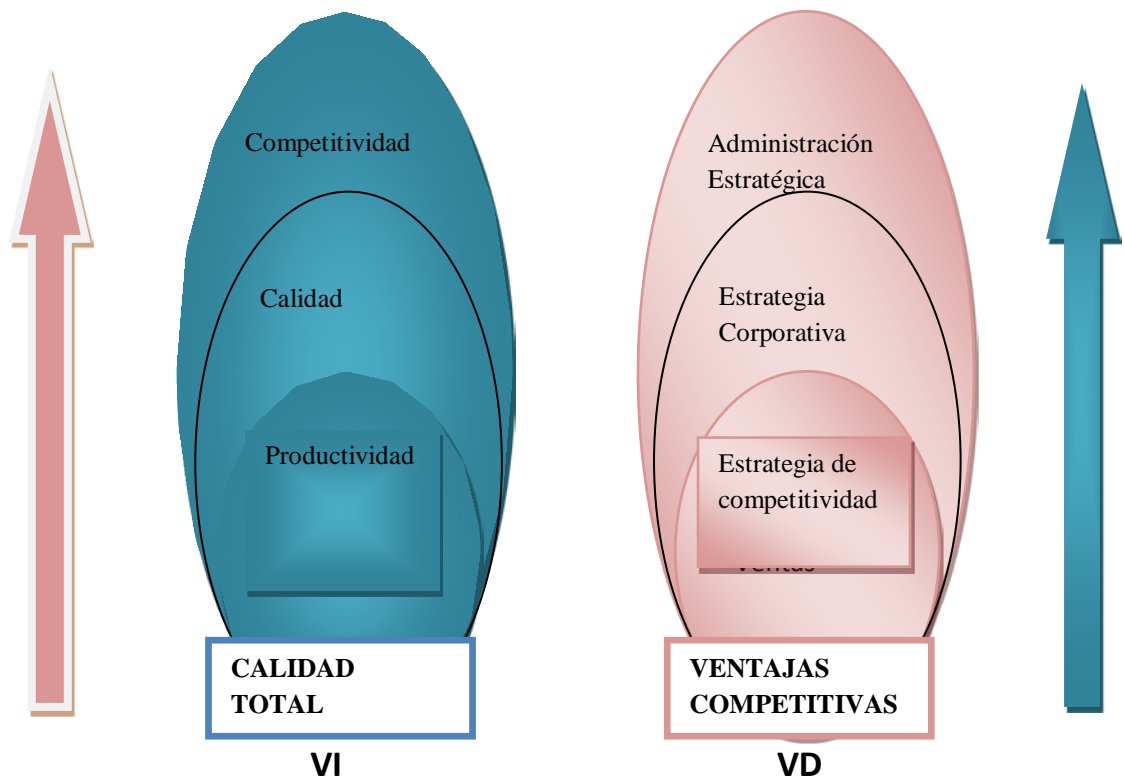 Competitividad
Calidad
Productividad
CALIDAD
TOTAL
VI
Administración
Estratégica
Estrategia
Corporativa
Estrategia de
competitividad
VENTAJAS
COMPETITIVAS
VD